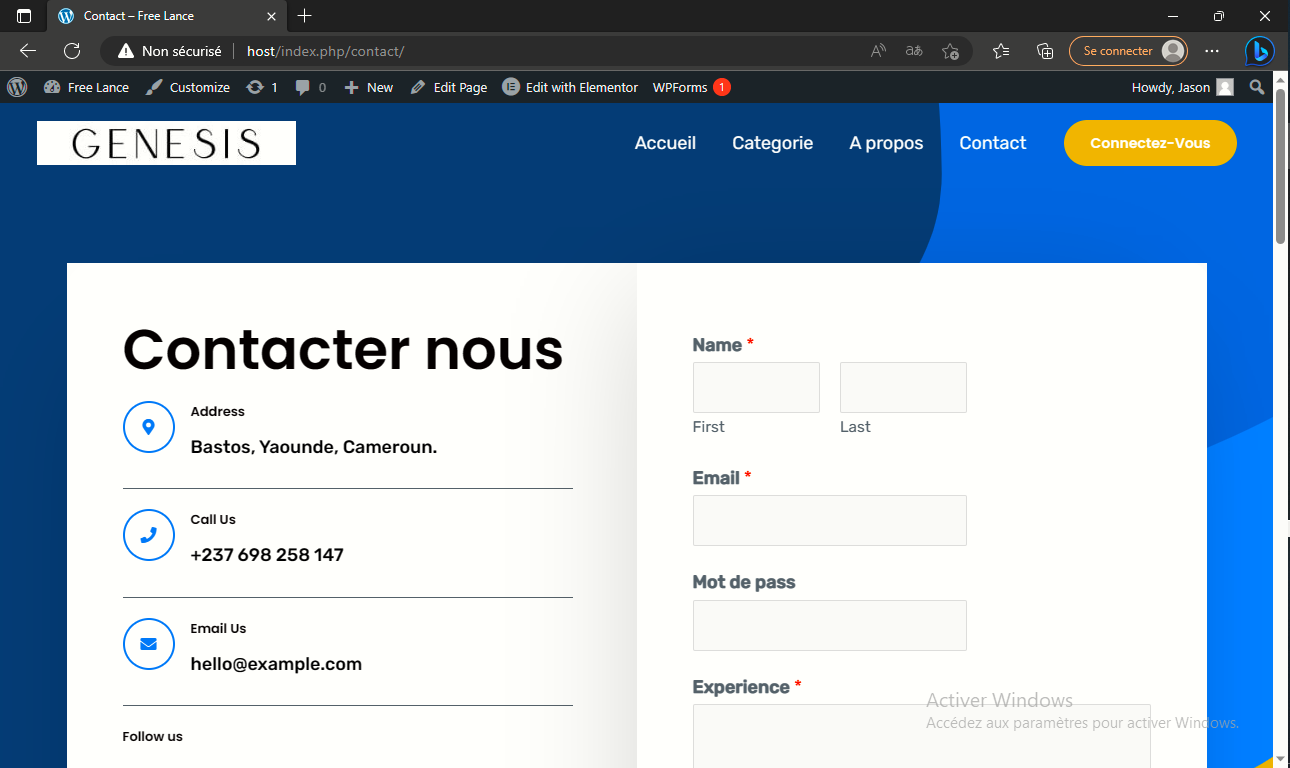 Contact – Free Lance
Non sécurisé
host/index.php/contact/
Se connecter
Free Lance
Customize
1
0
New
Edit Page
Edit with Elementor
WPForms 1
Howdy, Jason
GENESIS
Accueil
Categorie
A propos
Contact
Connectez-Vous
Contacter nous
Address
Bastos, Yaounde, Cameroun.
Call Us
+237 698 258 147
Email Us
hello@example.com
Follow us
Name *
First
Last
Email *
Mot de pass
Experience *
Activer Windows
Accédez aux paramètres pour activer Windows.